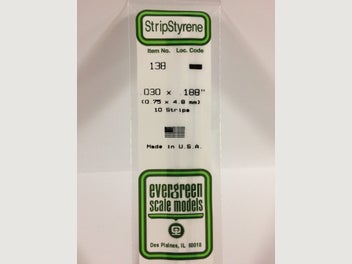 StripStyrene
Item No. Loc. Code
138
.030 x .188"
(0.75 x 4.8 mm)
10 Strips
Made in U.S.A.
evergreen
scale models
Des Plaines, IL 60018